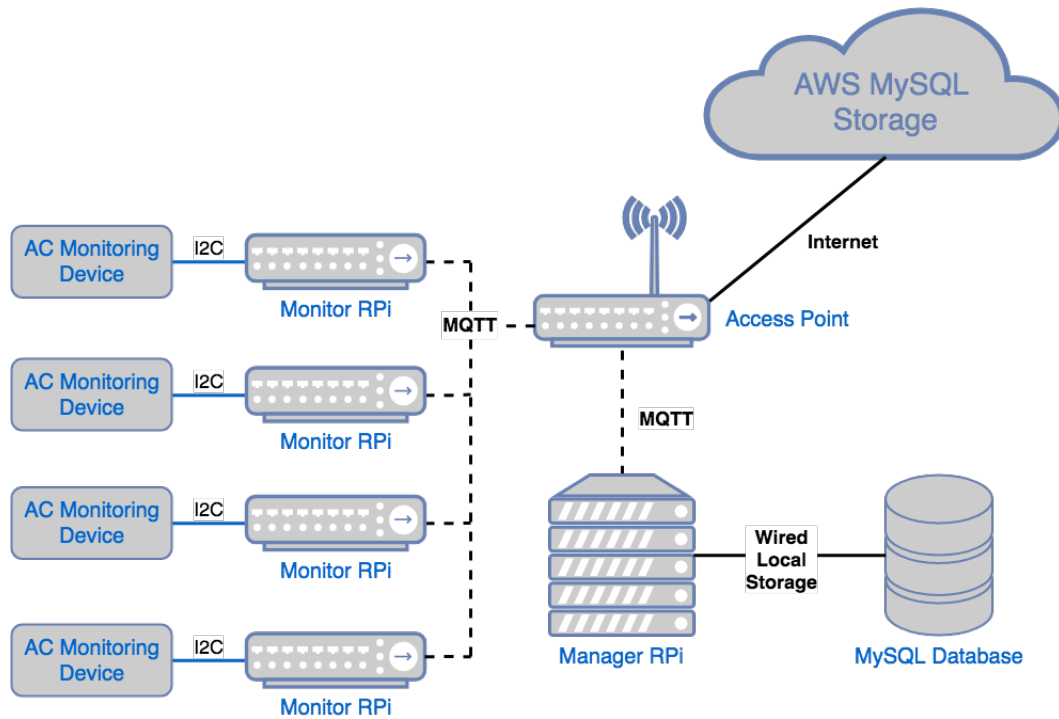 AWS MySQL
Storage
Internet
AC Monitoring
Device
I2C
Monitor RPi
MQTT
Access Point
AC Monitoring
Device
I2C
Monitor RPi
MQTT
AC Monitoring
Device
I2C
Monitor RPi
Wired
Local
Storage
Manager RPi
MySQL Database
AC Monitoring
Device
I2C
Monitor RPi